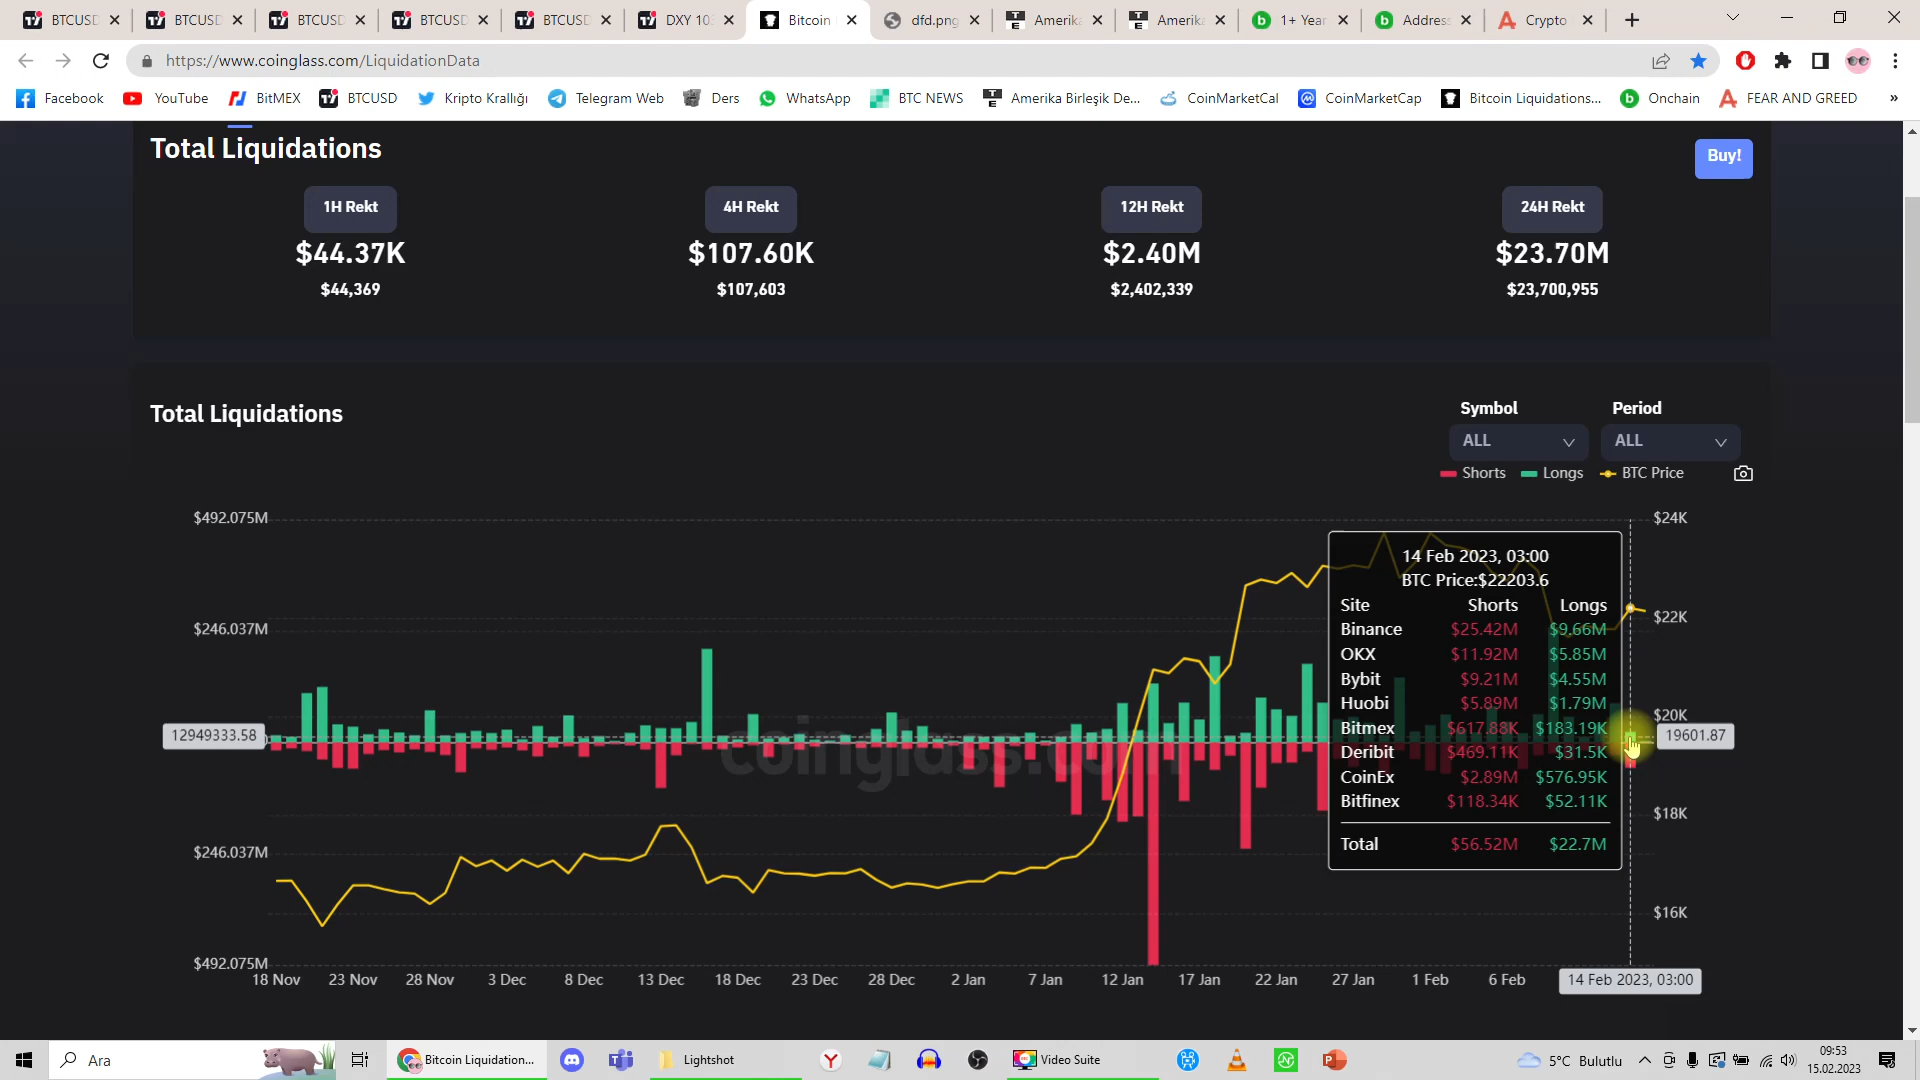 BTCUSD BTCUSD BTCUSD BTCUSD BTCUSD DXY 10 Bitcoin dfd.png Amerika Amerika 1+ Year Address Crypto
https://www.coinglass.com/LiquidationData
Facebook YouTube BitMEX BTCUSD Kripto Krallığı Telegram Web Ders WhatsApp BTC NEWS Amerika Birleşik De... CoinMarketCal CoinMarketCap Bitcoin Liquidations... Onchain FEAR AND GREED »
Total Liquidations
Buy!
1H Rekt 4H Rekt 12H Rekt 24H Rekt
$44.37K $107.60K $2.40M $23.70M
$44,369 $107,603 $2,402,339 $23,700,955
Total Liquidations
Symbol Period
ALL ALL
Shorts Longs BTC Price
$492.075M $24K
14 Feb 2023, 03:00
BTC Price:$22203.6
Site Shorts Longs
Binance $25.42M $9.66M
OKX $11.92M $5.85M
Bybit $9.21M $4.55M
Huobi $5.89M $1.79M
Bitmex $617.88K $183.19K
Deribit $469.11K $31.5K
CoinEx $2.89M $576.95K
Bitfinex $118.34K $52.11K
Total $56.52M $22.7M
$246.037M $22K
$20K
12949333.58 19601.87
coinglass.com
$18K
$246.037M
$16K
$492.075M
18 Nov 23 Nov 28 Nov 3 Dec 8 Dec 13 Dec 18 Dec 23 Dec 28 Dec 2 Jan 7 Jan 12 Jan 17 Jan 22 Jan 27 Jan 1 Feb 6 Feb 14 Feb 2023, 03:00
Ara Bitcoin Liquidation... Lightshot Video Suite 5°C Bulutlu 09:53
15.02.2023